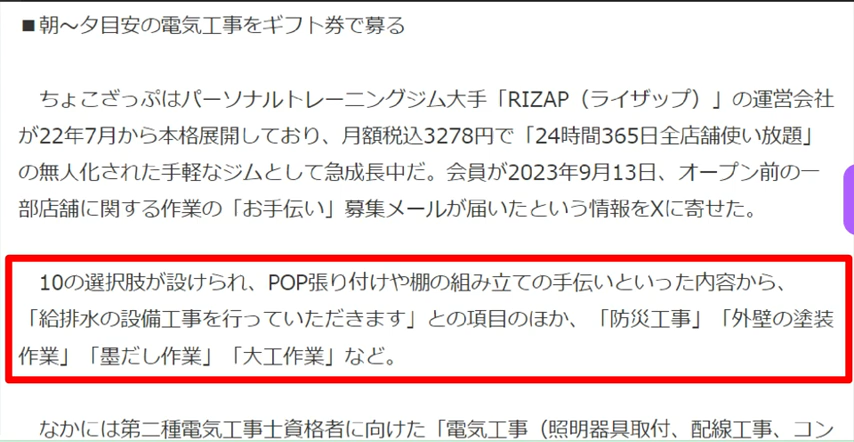 ■朝～夕目安の電気工事をギフト券で募る
ちょこざっぷはパーソナルトレーニングジム大手「RIZAP（ライザップ）」の運営会社
が22年7月から本格展開しており、月額税込3278円で「24時間365日全店舗使い放題」
の無人化された手軽なジムとして急成長中だ。会員が2023年9月13日、オープン前の一
部店舗に関する作業の「お手伝い」募集メールが届いたという情報をXに寄せた。
10の選択肢が設けられ、POP張り付けや棚の組み立ての手伝いといった内容から、
「給排水の設備工事を行っていただきます」との項目のほか、「防災工事」「外壁の塗装
作業」「墨だし作業」「大工作業」など。
なかには第二種電気工事士資格者に向けた「電気工事（照明器具取付、配線工事、コン